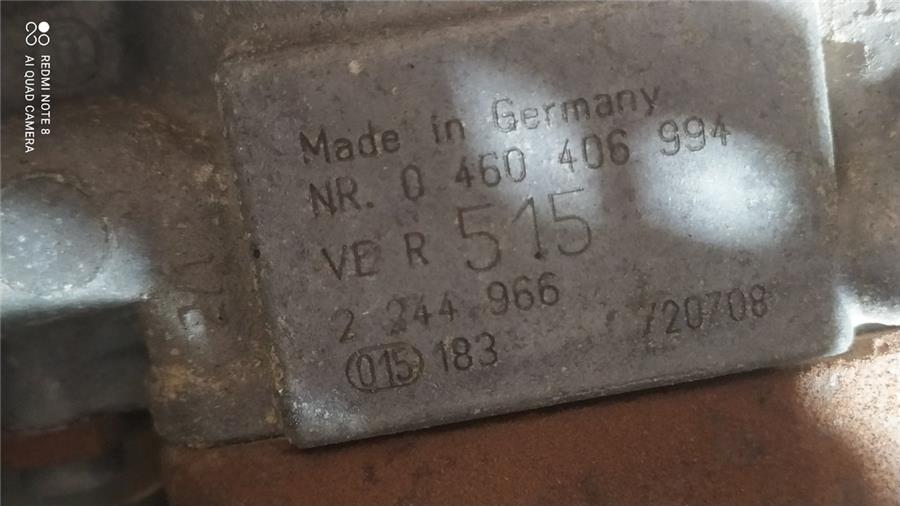 Made in Germany
NR. 0 460 406 994
VE R 515
2 244 966
015 183 720708
REDMI NOTE 8
AI QUAD CAMERA